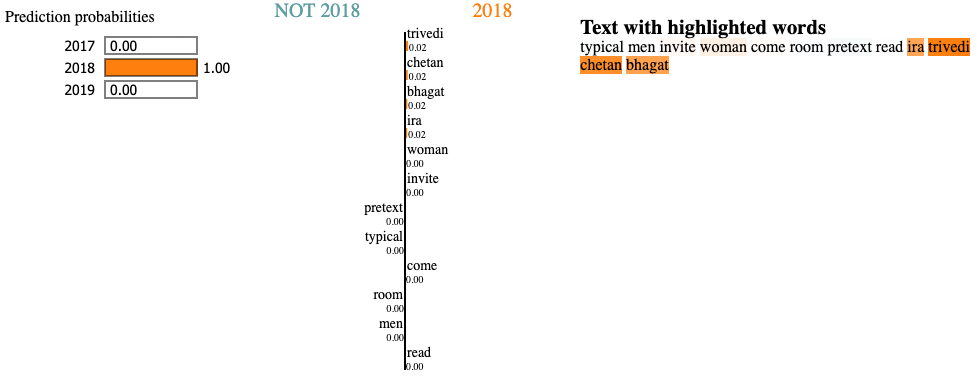 Prediction probabilities
2017 0.00
2018 1.00
2019 0.00
NOT 2018 2018
trivedi
0.02
chetan
0.02
bhagat
0.02
ira
0.02
woman
0.00
invite
0.00
pretext
0.00
typical
0.00
come
0.00
room
0.00
men
0.00
read
0.00
Text with highlighted words
typical men invite woman come room pretext read ira trivedi
chetan bhagat